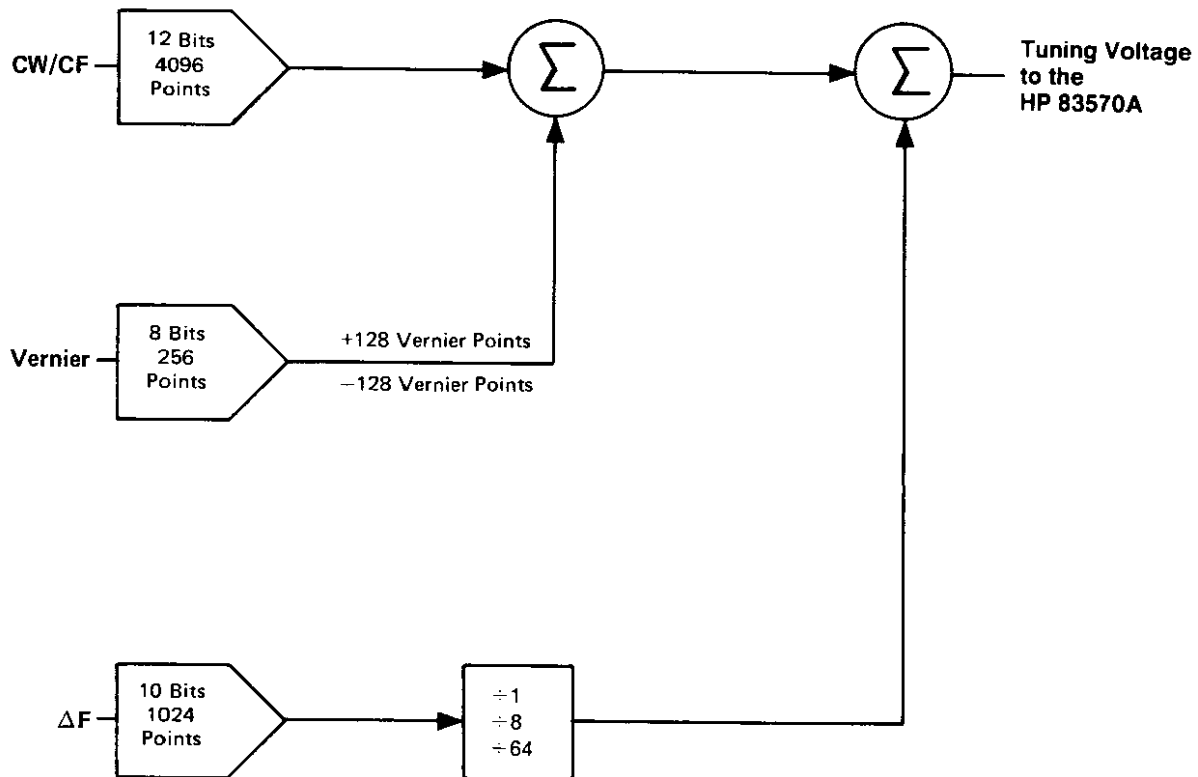 CW/CF
12 Bits
4096
Points
Σ
Σ
Tuning Voltage
to the
HP 83570A
Vernier
8 Bits
256
Points
+128 Vernier Points
−128 Vernier Points
ΔF
10 Bits
1024
Points
÷1
÷8
÷64